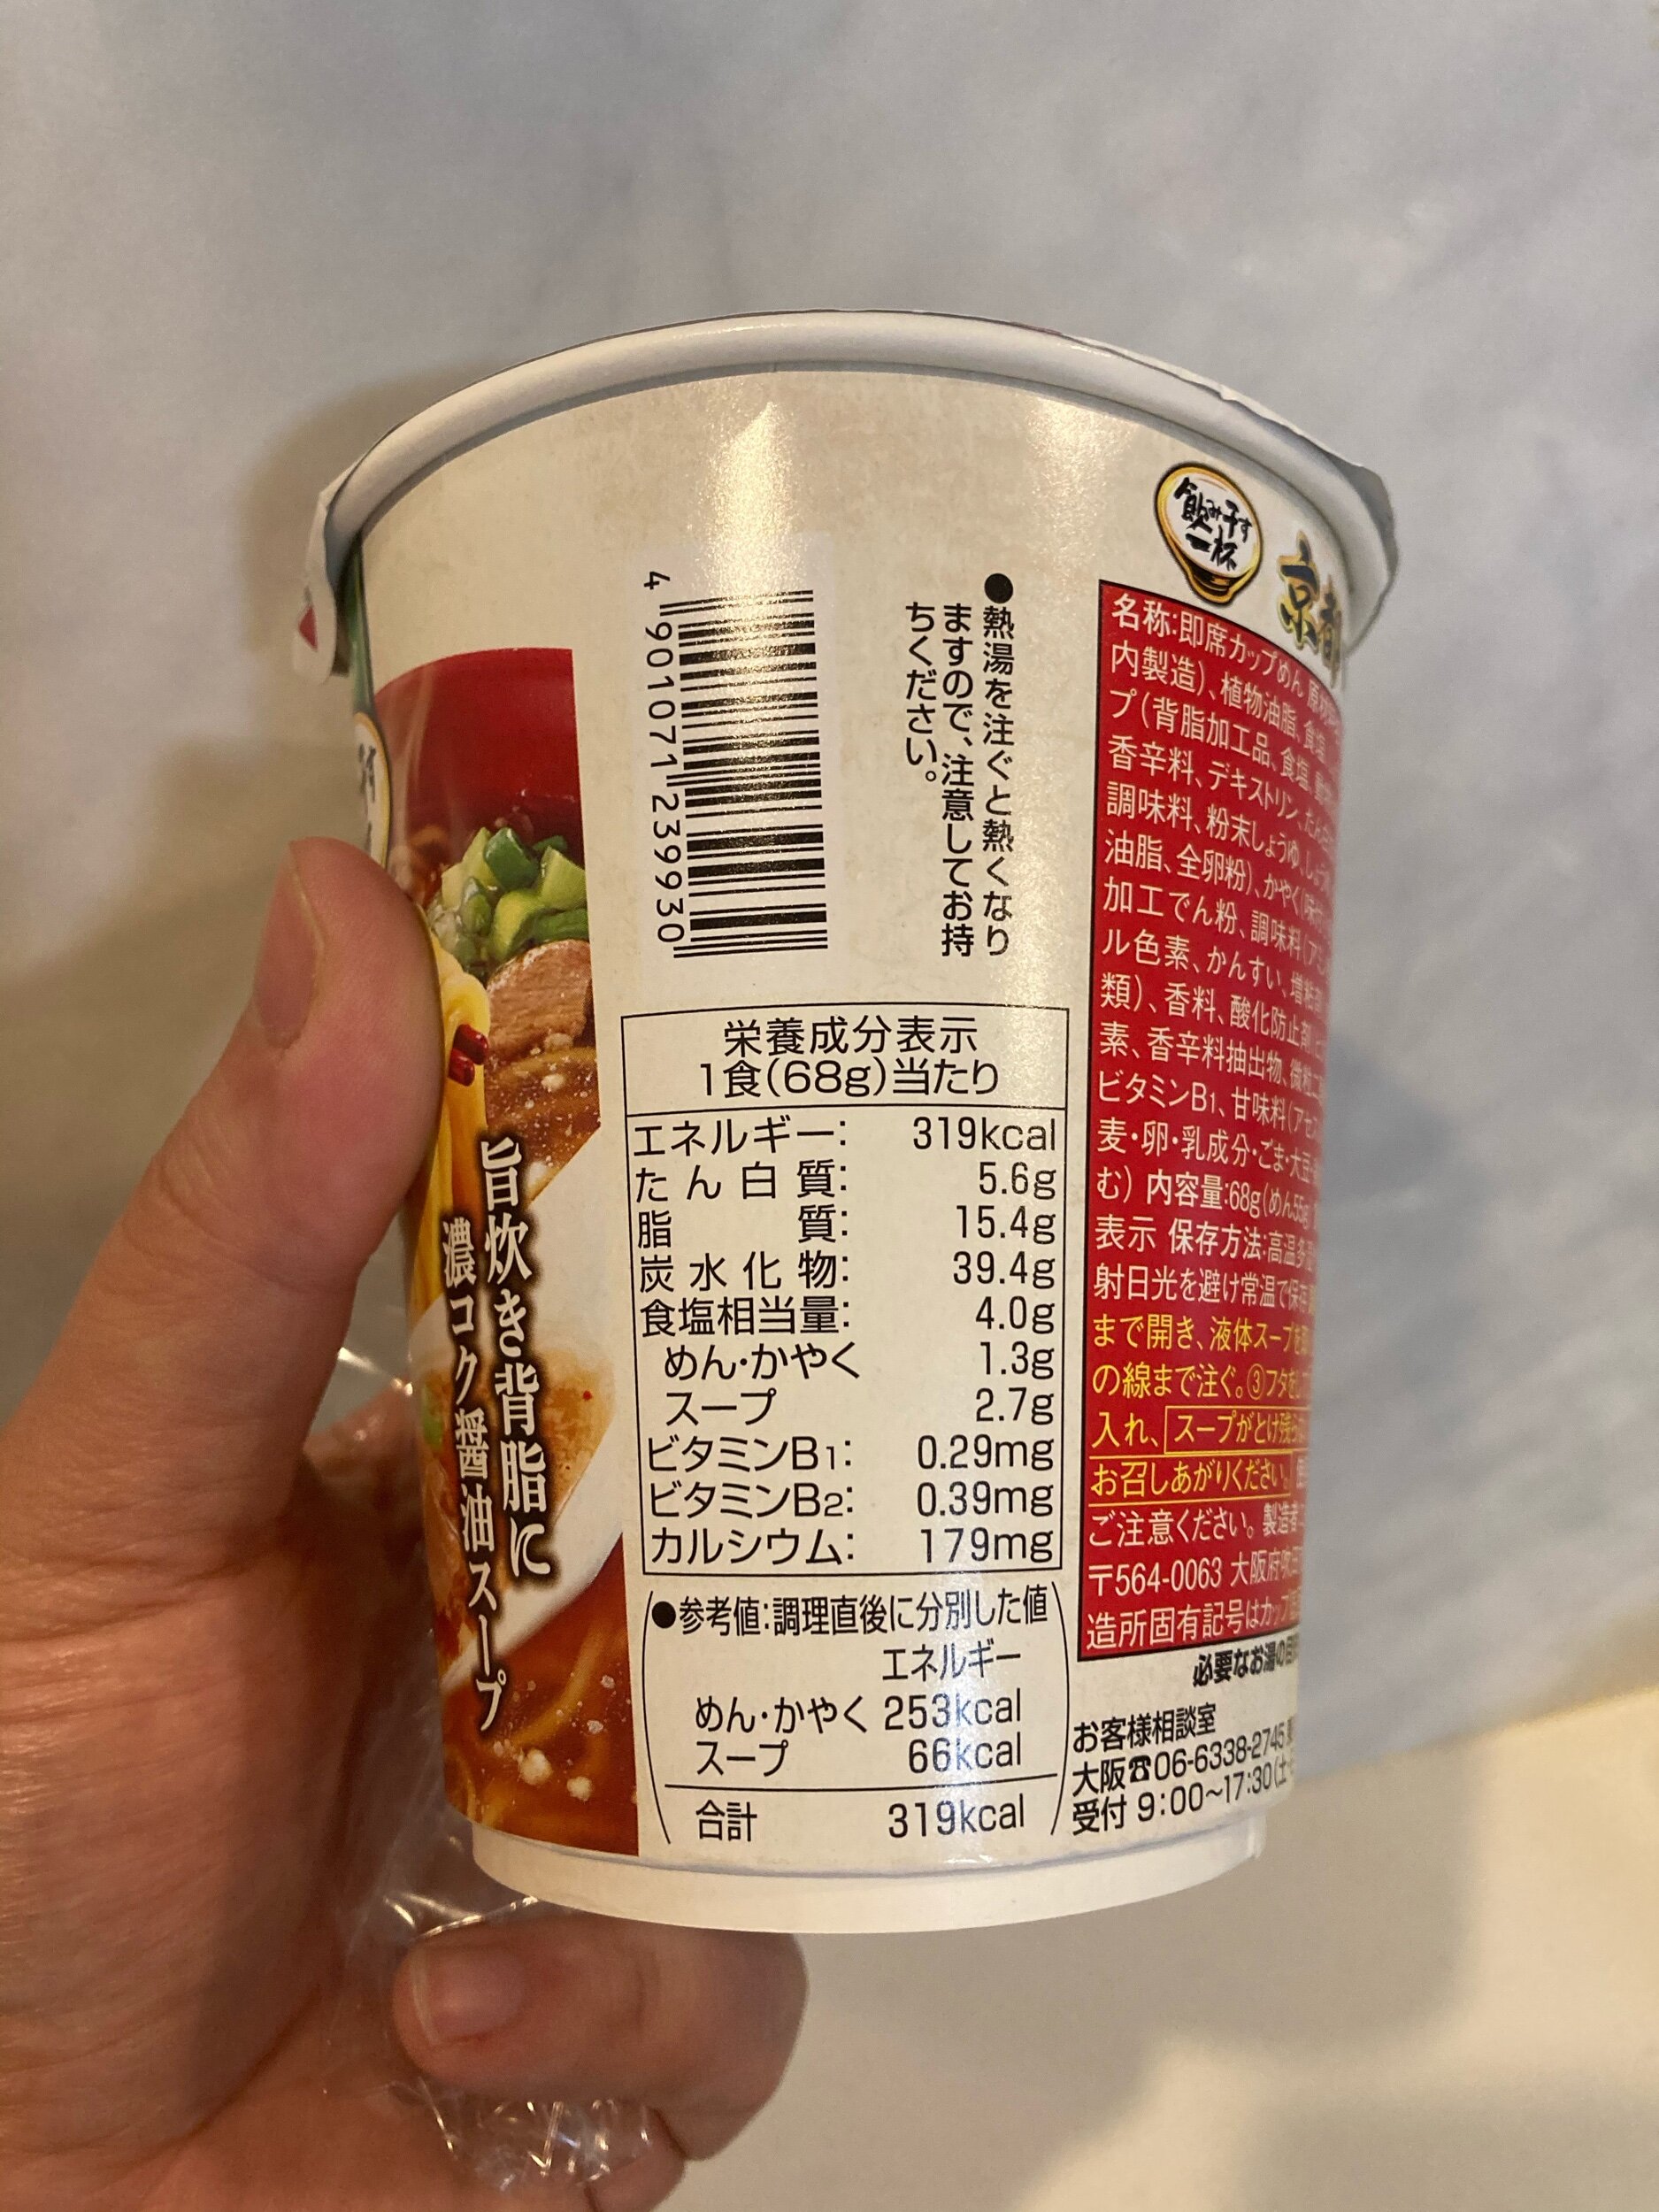 飲み干す
一杯
京都
4 901071 239930
●熱湯を注ぐと熱くなり
ますので、注意してお持
ちください。
旨炊き背脂に
濃コク醤油スープ
栄養成分表示
1食(68g)当たり
エネルギー: 319kcal
たん白質: 5.6g
脂質: 15.4g
炭水化物: 39.4g
食塩相当量: 4.0g
めん・かやく 1.3g
スープ 2.7g
ビタミンB1: 0.29mg
ビタミンB2: 0.39mg
カルシウム: 179mg
●参考値:調理直後に分別した値
エネルギー
めん・かやく 253kcal
スープ 66kcal
合計 319kcal
名称:即席カップめん
内製造)、植物油脂、食塩
プ(背脂加工品、食塩、
香辛料、デキストリン、
調味料、粉末しょうゆ、
油脂、全卵粉)、かやく
加工でん粉、調味料
ル色素、かんすい、
類)、香料、酸化防止剤
素、香辛料抽出物、
ビタミンB1、甘味料
麦・卵・乳成分・ごま・大豆
む) 内容量:68g(めん55g)
表示 保存方法:高温
射日光を避け常温で保存
まで開き、液体スープを
の線まで注ぐ。③フタを
入れ、スープがとけ残
お召しあがりください。
ご注意ください。製造者
〒564-0063 大阪府吹田
造所固有記号はカップ
必要なお湯の目
お客様相談室
大阪☎06-6338-2745
受付 9:00~17:30(土